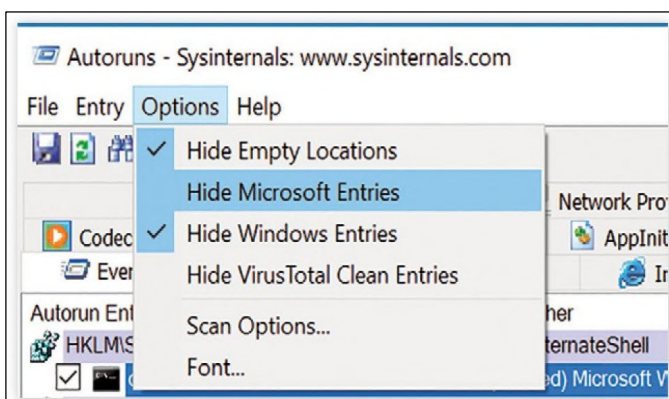 Autoruns - Sysinternals: www.sysinternals.com
File Entry Options Help
Hide Empty Locations
Hide Microsoft Entries
Network Pro
Codec
Hide Windows Entries
AppInit
Ever
Hide VirusTotal Clean Entries
Autorun Ent
Scan Options...
her
HKLM\S
ternateShell
Font...
ed) Microsoft W